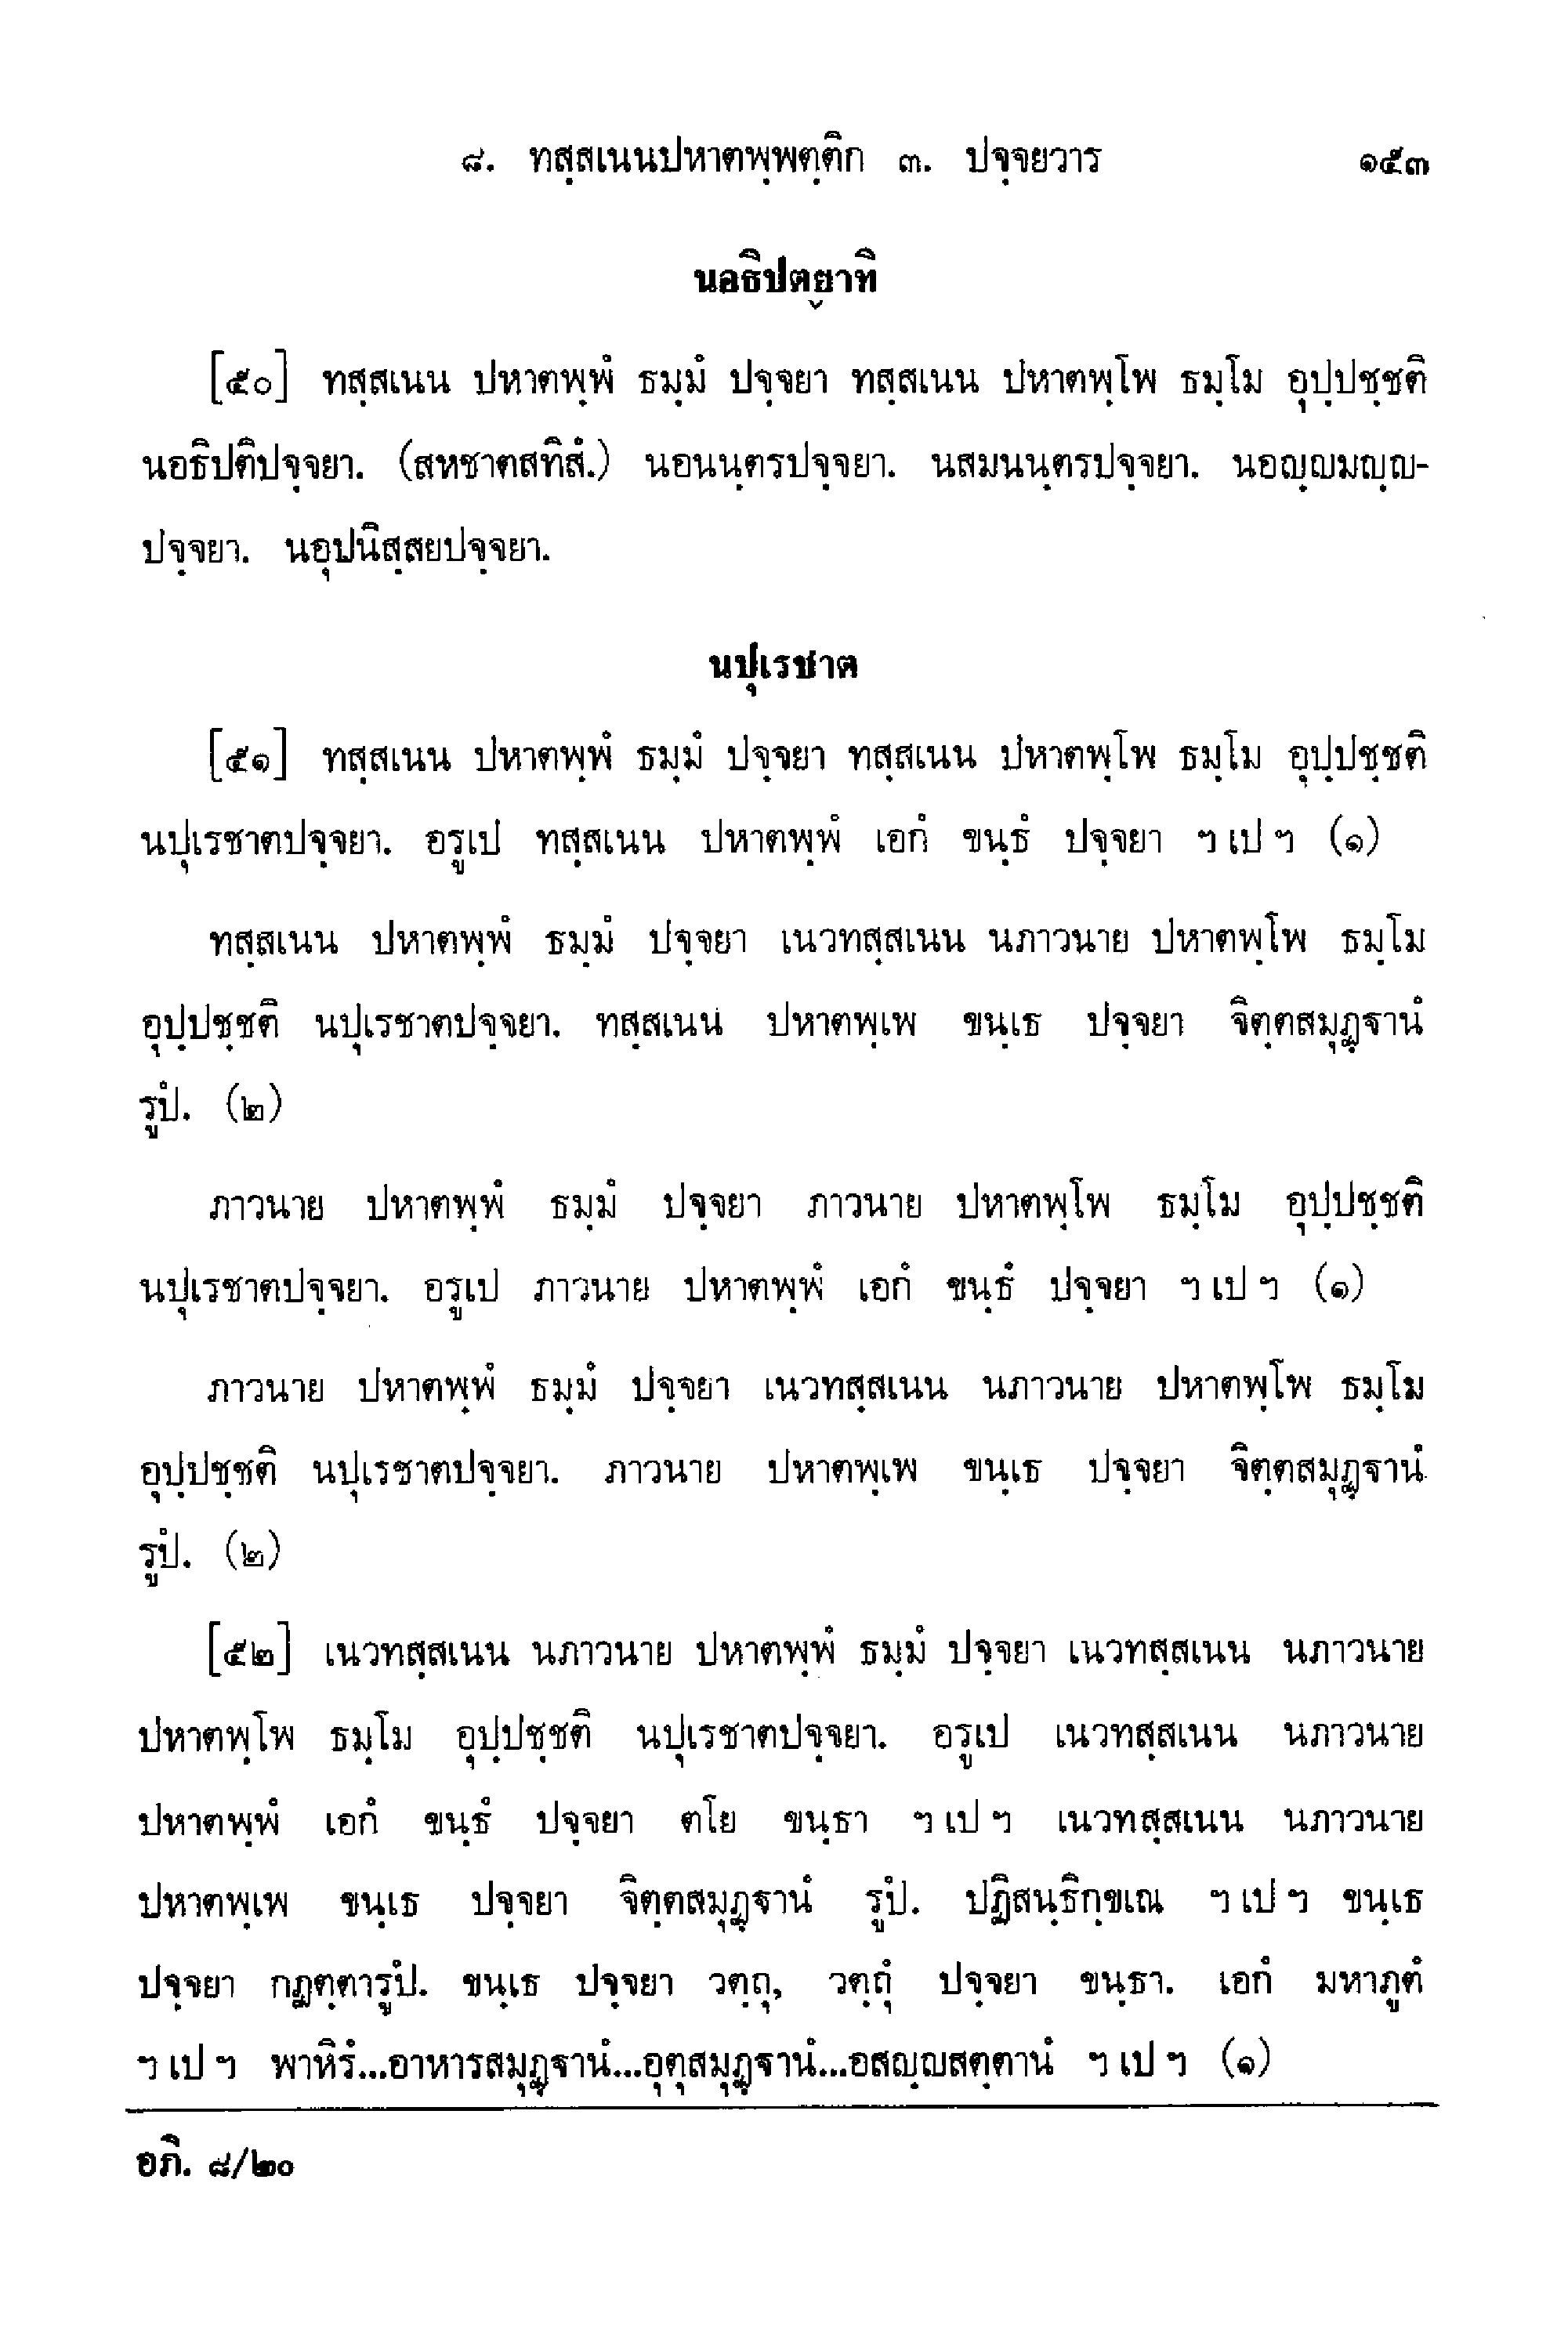 ๘. ทสฺสเนนปหาตพฺพตฺติก ๓. ปจฺจยวาร ๑๕๓
นอธิปตฺยาทิ
[๕๐] ทสฺสเนน ปหาตพฺพํ ธมฺมํ ปจฺจยา ทสฺสเนน ปหาตพฺโพ ธมฺโม อุปฺปชฺชติ
นอธิปติปจฺจยา. (สหชาตสทิสํ.) นอนนฺตรปจฺจยา. นสมนนฺตรปจฺจยา. นอญฺญมญฺญ-
ปจฺจยา. นอุปนิสฺสยปจฺจยา.
นปุเรชาต
[๕๑] ทสฺสเนน ปหาตพฺพํ ธมฺมํ ปจฺจยา ทสฺสเนน ปหาตพฺโพ ธมฺโม อุปฺปชฺชติ
นปุเรชาตปจฺจยา. อรูเป ทสฺสเนน ปหาตพฺพํ เอกํ ขนฺธํ ปจฺจยา ฯ เป ฯ (๑)
ทสฺสเนน ปหาตพฺพํ ธมฺมํ ปจฺจยา เนวทสฺสเนน นภาวนาย ปหาตพฺโพ ธมฺโม
อุปฺปชฺชติ นปุเรชาตปจฺจยา. ทสฺสเนน ปหาตพฺเพ ขนฺเธ ปจฺจยา จิตฺตสมุฏฺฐานํ
รูปํ. (๒)
ภาวนาย ปหาตพฺพํ ธมฺมํ ปจฺจยา ภาวนาย ปหาตพฺโพ ธมฺโม อุปฺปชฺชติ
นปุเรชาตปจฺจยา. อรูเป ภาวนาย ปหาตพฺพํ เอกํ ขนฺธํ ปจฺจยา ฯ เป ฯ (๑)
ภาวนาย ปหาตพฺพํ ธมฺมํ ปจฺจยา เนวทสฺสเนน นภาวนาย ปหาตพฺโพ ธมฺโม
อุปฺปชฺชติ นปุเรชาตปจฺจยา. ภาวนาย ปหาตพฺเพ ขนฺเธ ปจฺจยา จิตฺตสมุฏฺฐานํ
รูปํ. (๒)
[๕๒] เนวทสฺสเนน นภาวนาย ปหาตพฺพํ ธมฺมํ ปจฺจยา เนวทสฺสเนน นภาวนาย
ปหาตพฺโพ ธมฺโม อุปฺปชฺชติ นปุเรชาตปจฺจยา. อรูเป เนวทสฺสเนน นภาวนาย
ปหาตพฺพํ เอกํ ขนฺธํ ปจฺจยา ตโย ขนฺธา ฯ เป ฯ เนวทสฺสเนน นภาวนาย
ปหาตพฺเพ ขนฺเธ ปจฺจยา จิตฺตสมุฏฺฐานํ รูปํ. ปฏิสนฺธิกฺขเณ ฯ เป ฯ ขนฺเธ
ปจฺจยา กฏตฺตารูปํ. ขนฺเธ ปจฺจยา วตฺถุ, วตฺถุํ ปจฺจยา ขนฺธา. เอกํ มหาภูตํ
ฯ เป ฯ พาหิรํ...อาหารสมุฏฺฐานํ...อุตุสมุฏฺฐานํ...อสญฺญสตฺตานํ ฯ เป ฯ (๑)
อภิ. ๘/๒๐